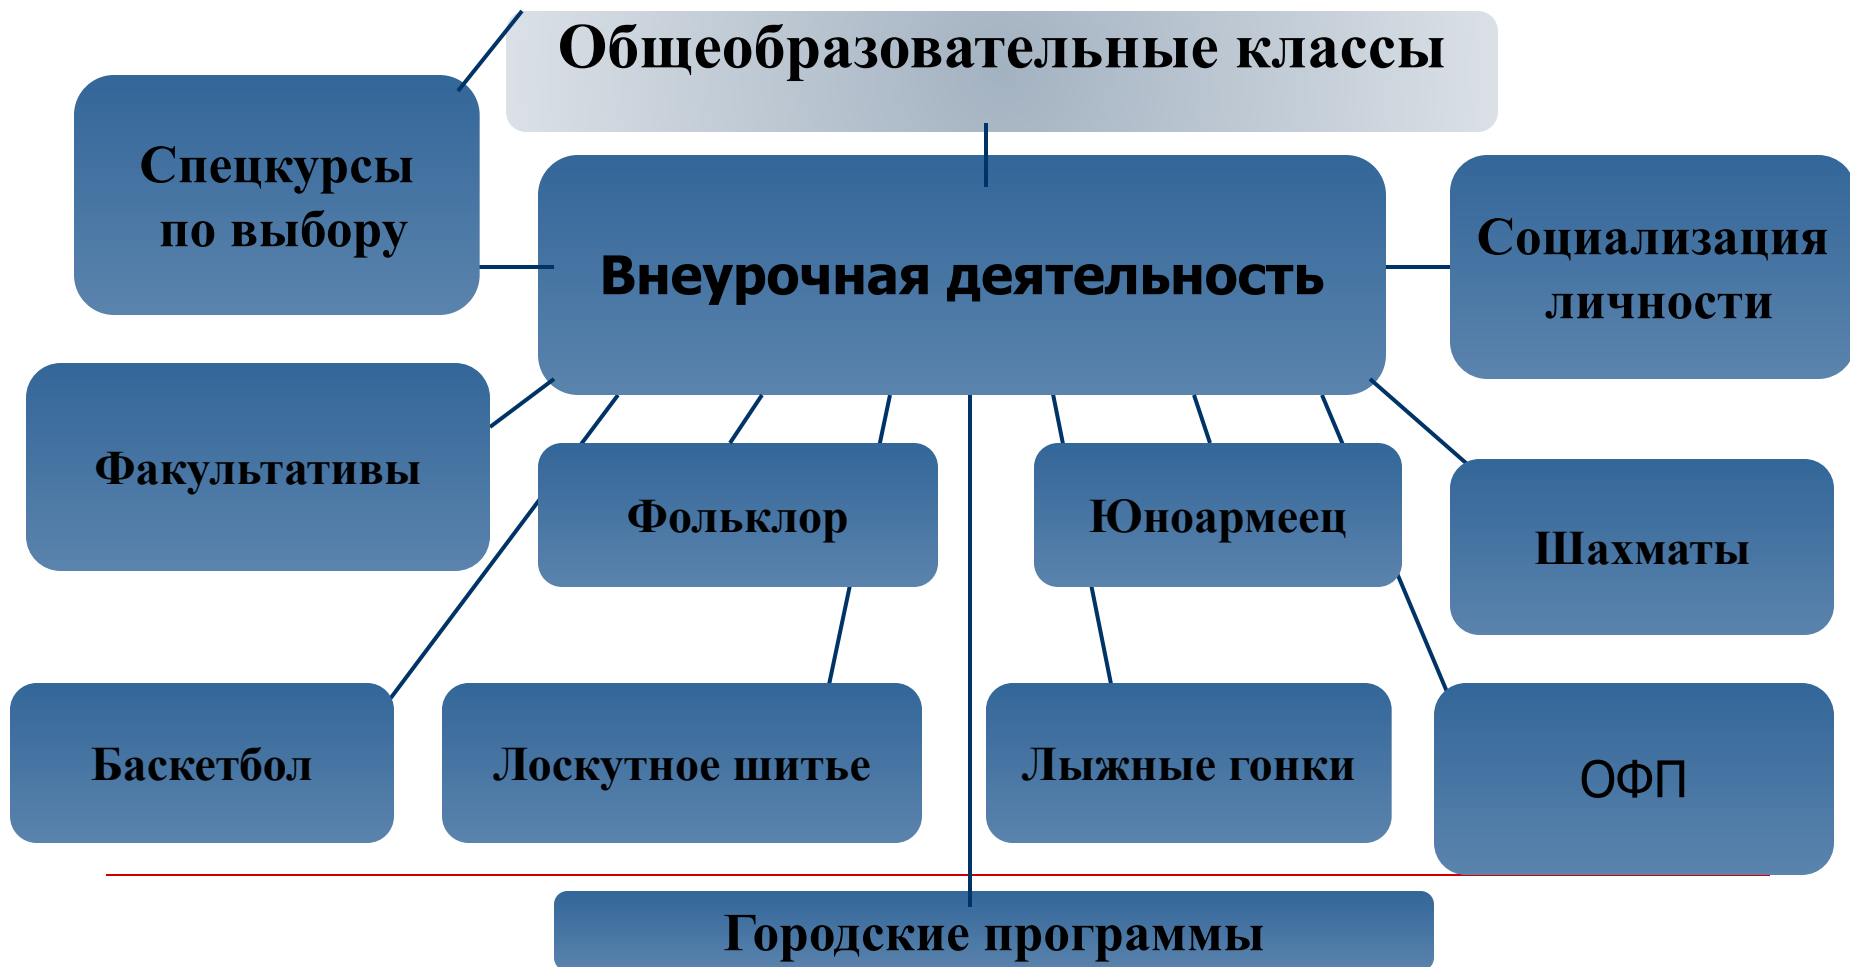 Общеобразовательные классы
Спецкурсы
по выбору
Внеурочная деятельность
Социализация
личности
Факультативы
Фольклор
Юноармеец
Шахматы
Баскетбол
Лоскутное шитье
Лыжные гонки
ОФП
Городские программы